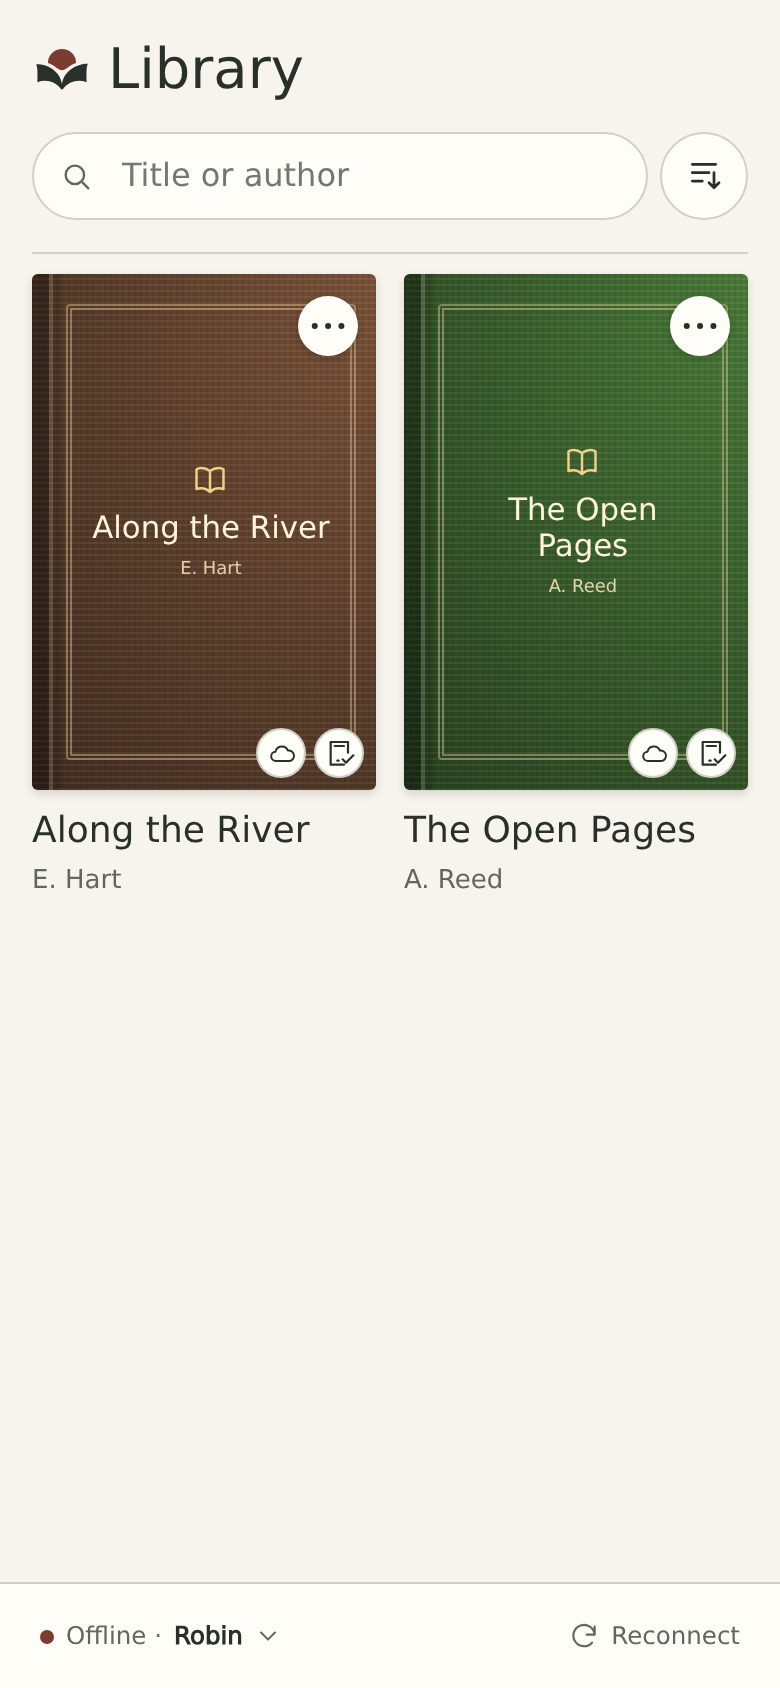 Library
Title or author
Along the River
E. Hart
The Open
Pages
A. Reed
Along the River
E. Hart
The Open Pages
A. Reed
Offline · Robin
Reconnect